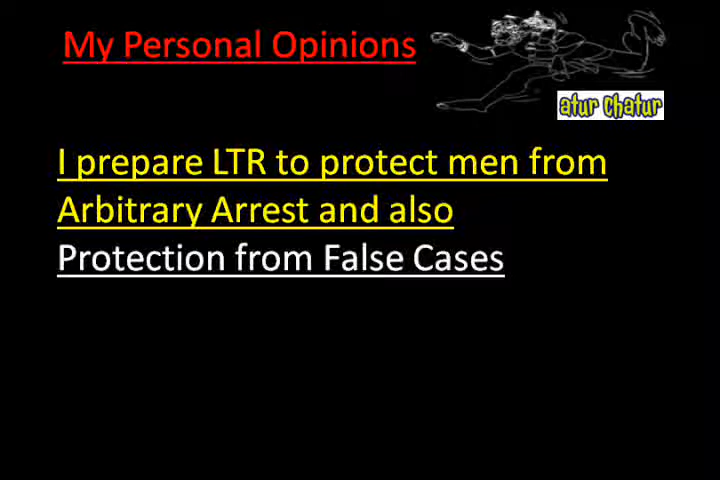 My Personal Opinions
atur chatur
I prepare LTR to protect men from
Arbitrary Arrest and also
Protection from False Cases